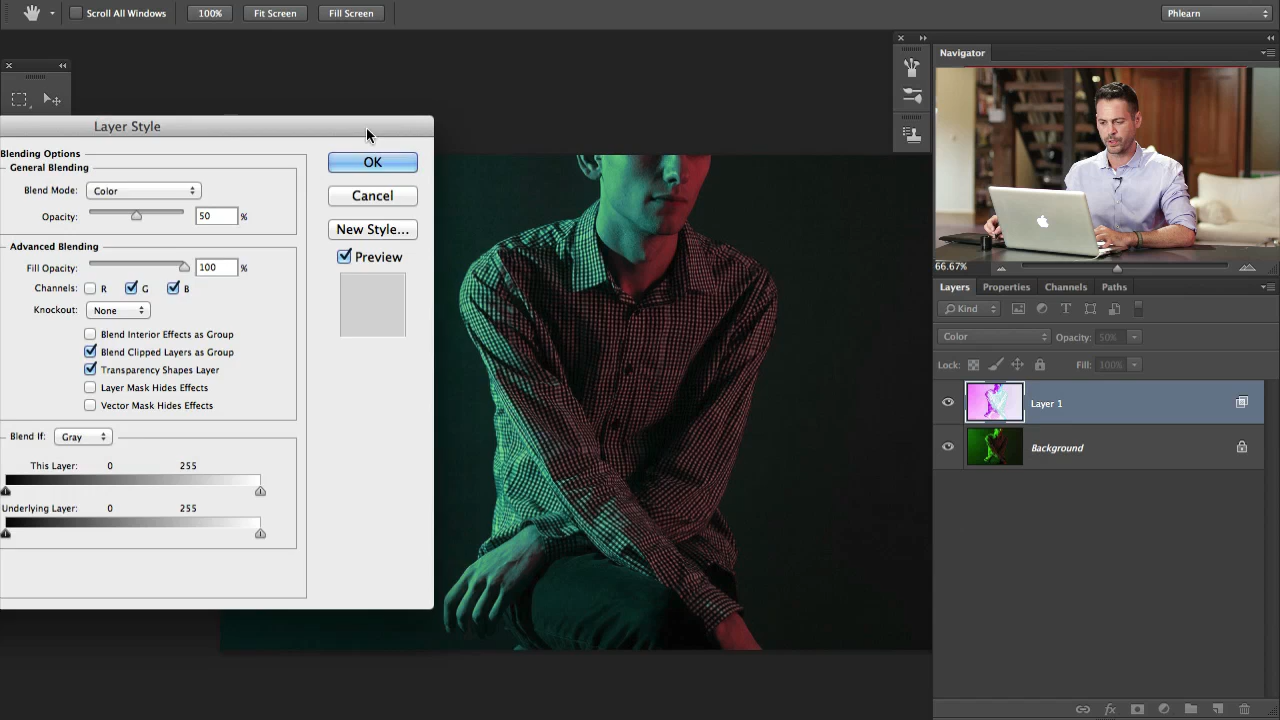 Scroll All Windows
100%
Fit Screen
Fill Screen
Phlearn
Navigator
66.67%
Layer Style
Blending Options
General Blending
Blend Mode: Color
Opacity: 50 %
Advanced Blending
Fill Opacity: 100 %
Channels: R G B
Knockout: None
Blend Interior Effects as Group
Blend Clipped Layers as Group
Transparency Shapes Layer
Layer Mask Hides Effects
Vector Mask Hides Effects
Blend If: Gray
This Layer: 0 255
Underlying Layer: 0 255
OK
Cancel
New Style...
Preview
Layers Properties Channels Paths
Kind
Color Opacity: 50%
Lock: Fill: 100%
Layer 1
Background
fx